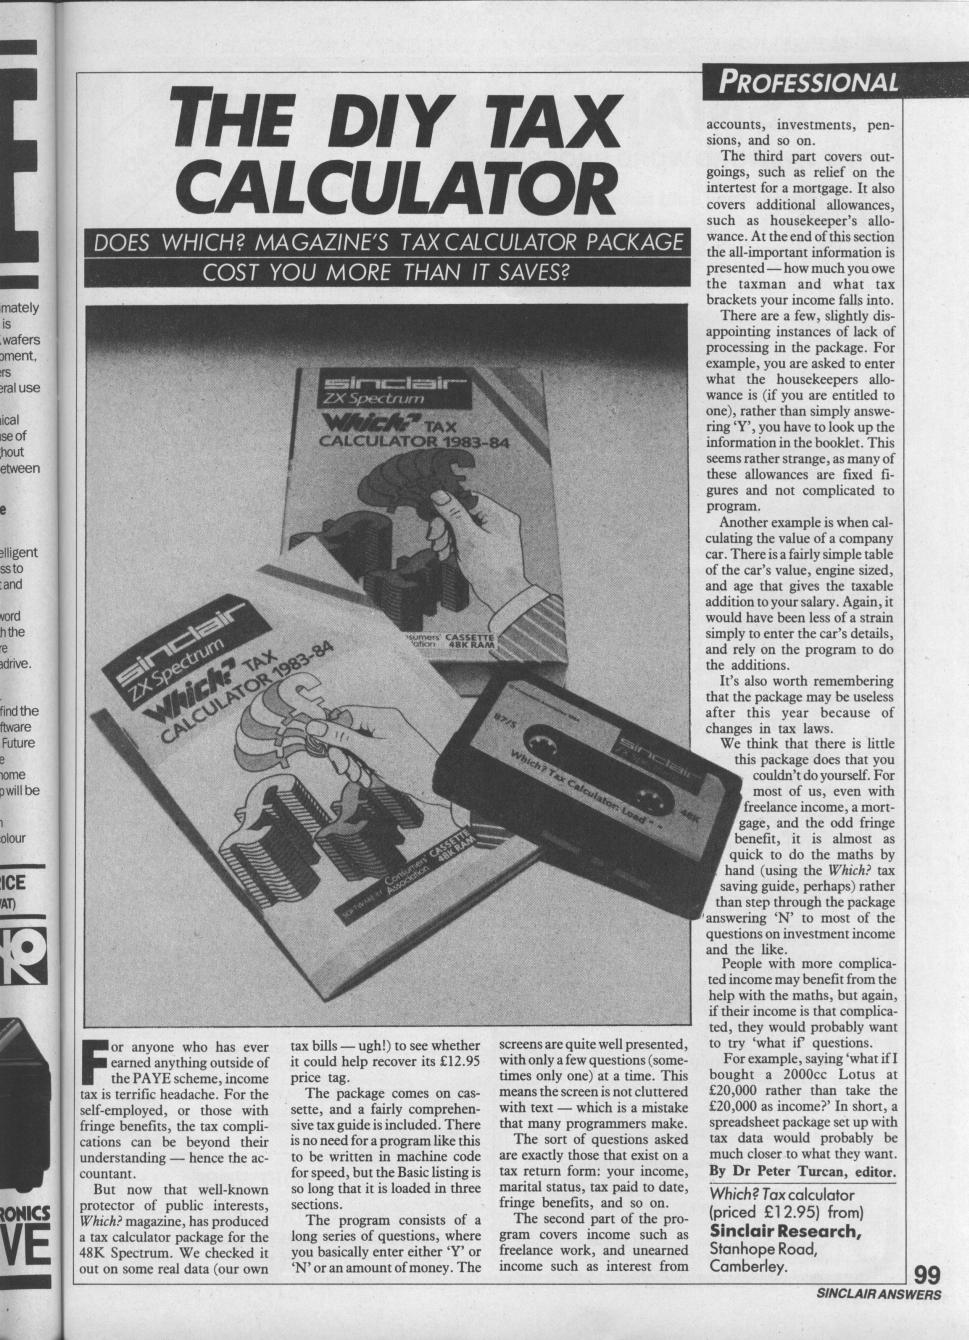 PROFESSIONAL
THE DIY TAX
CALCULATOR
DOES WHICH? MAGAZINE'S TAX CALCULATOR PACKAGE
COST YOU MORE THAN IT SAVES?
sinclair
ZX Spectrum
Which? TAX
CALCULATOR 1983-84
CASSETTE
48K RAM
sinclair
ZX Spectrum
Which? TAX
CALCULATOR 1983-84
SOFTWARE BY Consumers' Association
CASSETTE
48K RAM
87/S
sinclair
Which? Tax Calculator: Load " "
48K
For anyone who has ever
earned anything outside of
the PAYE scheme, income
tax is terrific headache. For the
self-employed, or those with
fringe benefits, the tax compli-
cations can be beyond their
understanding — hence the ac-
countant.
But now that well-known
protector of public interests,
Which? magazine, has produced
a tax calculator package for the
48K Spectrum. We checked it
out on some real data (our own
tax bills — ugh!) to see whether
it could help recover its £12.95
price tag.
The package comes on cas-
sette, and a fairly comprehen-
sive tax guide is included. There
is no need for a program like this
to be written in machine code
for speed, but the Basic listing is
so long that it is loaded in three
sections.
The program consists of a
long series of questions, where
you basically enter either 'Y' or
'N' or an amount of money. The
screens are quite well presented,
with only a few questions (some-
times only one) at a time. This
means the screen is not cluttered
with text — which is a mistake
that many programmers make.
The sort of questions asked
are exactly those that exist on a
tax return form: your income,
marital status, tax paid to date,
fringe benefits, and so on.
The second part of the pro-
gram covers income such as
freelance work, and unearned
income such as interest from
accounts, investments, pen-
sions, and so on.
The third part covers out-
goings, such as relief on the
intertest for a mortgage. It also
covers additional allowances,
such as housekeeper's allo-
wance. At the end of this section
the all-important information is
presented — how much you owe
the taxman and what tax
brackets your income falls into.
There are a few, slightly dis-
appointing instances of lack of
processing in the package. For
example, you are asked to enter
what the housekeepers allo-
wance is (if you are entitled to
one), rather than simply answe-
ring 'Y', you have to look up the
information in the booklet. This
seems rather strange, as many of
these allowances are fixed fi-
gures and not complicated to
program.
Another example is when cal-
culating the value of a company
car. There is a fairly simple table
of the car's value, engine sized,
and age that gives the taxable
addition to your salary. Again, it
would have been less of a strain
simply to enter the car's details,
and rely on the program to do
the additions.
It's also worth remembering
that the package may be useless
after this year because of
changes in tax laws.
We think that there is little
this package does that you
couldn't do yourself. For
most of us, even with
freelance income, a mort-
gage, and the odd fringe
benefit, it is almost as
quick to do the maths by
hand (using the Which? tax
saving guide, perhaps) rather
than step through the package
answering 'N' to most of the
questions on investment income
and the like.
People with more complica-
ted income may benefit from the
help with the maths, but again,
if their income is that complica-
ted, they would probably want
to try 'what if' questions.
For example, saying 'what if I
bought a 2000cc Lotus at
£20,000 rather than take the
£20,000 as income?' In short, a
spreadsheet package set up with
tax data would probably be
much closer to what they want.
By Dr Peter Turcan, editor.
Which? Tax calculator
(priced £12.95) from)
Sinclair Research,
Stanhope Road,
Camberley.
99
SINCLAIR ANSWERS
is
wafers
eral use
use of
etween
and
find the
Future
will be